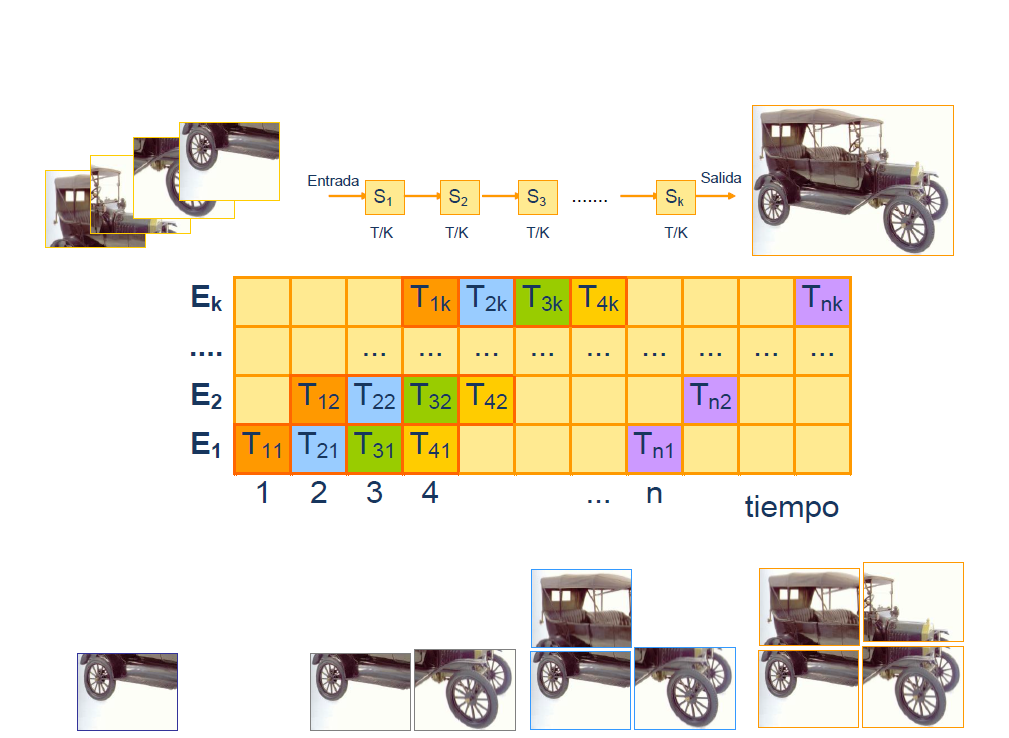 Entrada S1 S2 S3 ....... Sk Salida
T/K T/K T/K T/K
Ek T1k T2k T3k T4k Tnk
.... ... ... ... ... ... ... ... ... ...
E2 T12 T22 T32 T42 Tn2
E1 T11 T21 T31 T41 Tn1
1 2 3 4 ... n
tiempo